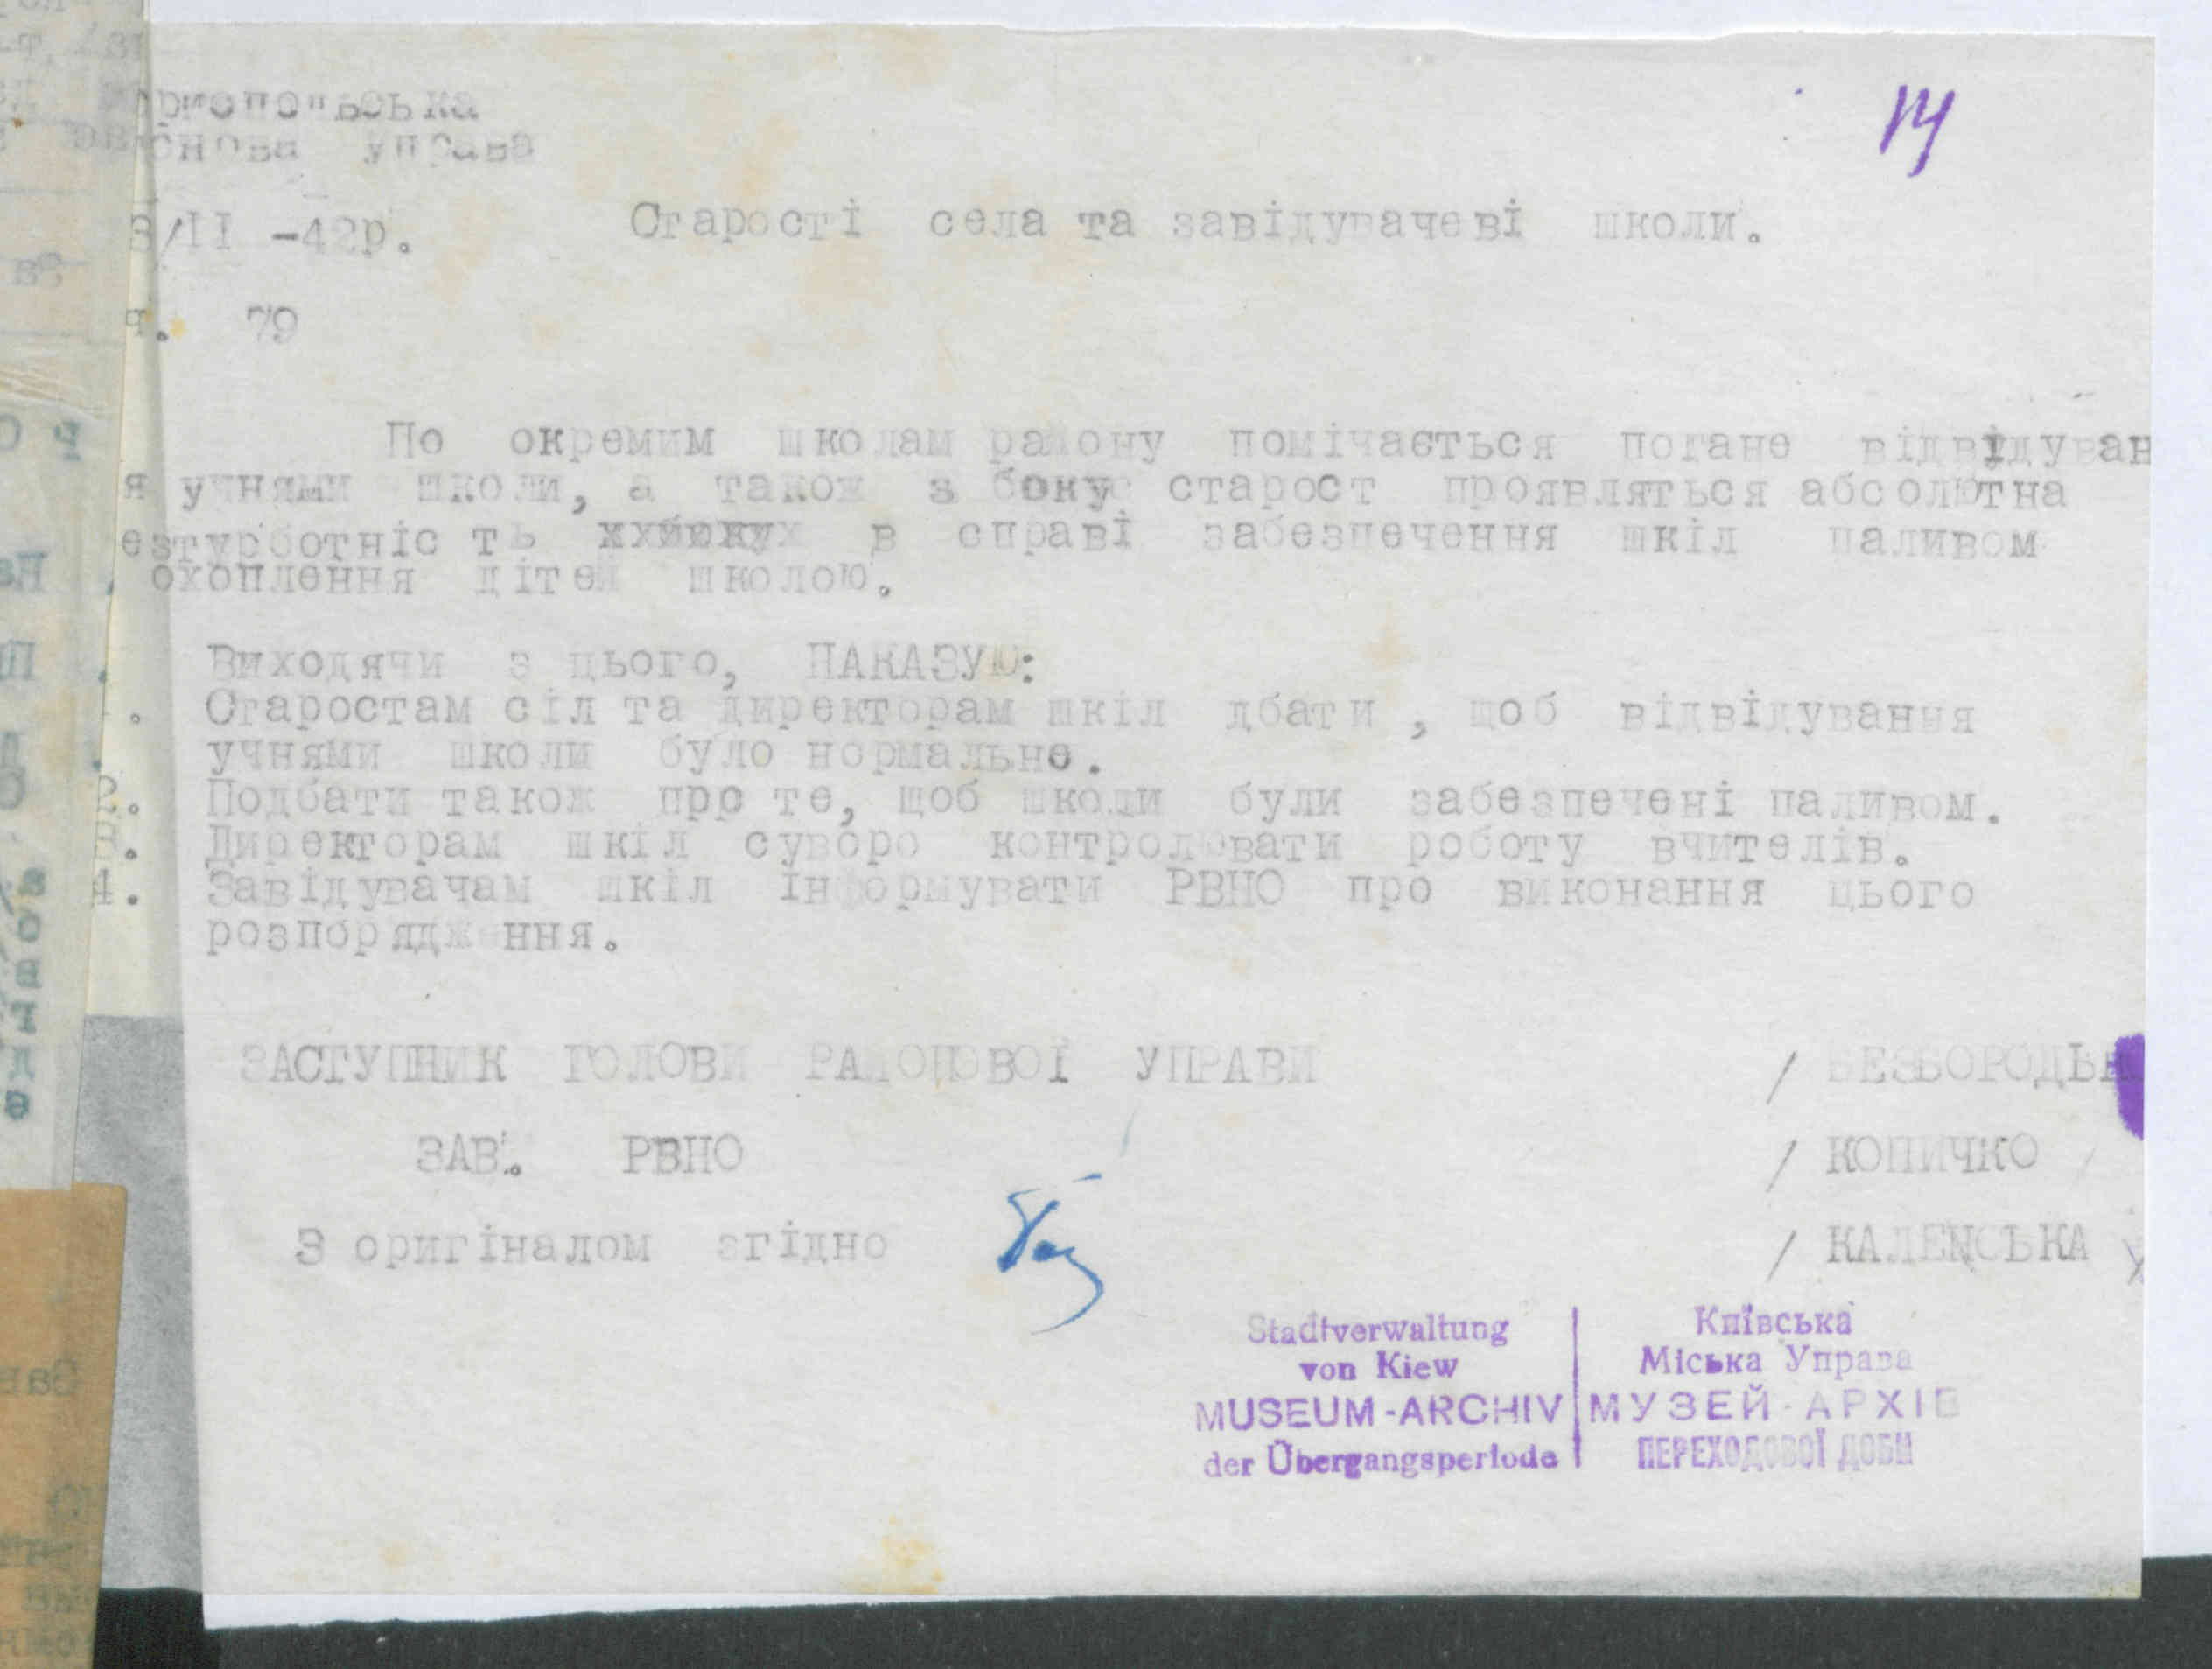 14
рмопольська
йонова управа
8/ІІ -42р. Старості села та завідувачеві школи.
ч. 79
По окремим школам району помічається погане відвідуван
я учнями школи, а також з боку старост проявляться абсолютна
езтурботніс ть в справі забезпечення шкіл паливом
охоплення дітей школою.
Виходячи з цього, НАКАЗУЮ:
. Старостам сіл та директорам шкіл дбати , щоб відвідування
учнями школи було нормальне.
2. Подбати також про те, щоб школи були забезпечені паливом.
3. Директорам шкіл суворо контролювати роботу вчителів.
4. Завідувачам шкіл інформувати РВНО про виконання цього
розпорядження.
ЗАСТУПНИК ГОЛОВИ РАЙОНОВОЇ УПРАВИ / БЕЗБОРОДЬК
ЗАВ. РВНО / КОПИЧКО /
З оригіналом згідно / КАЛЕНСЬКА /
Stadtverwaltung
von Kiew
MUSEUM-ARCHIV
der Übergangsperiode
Київська
Міська Управа
МУЗЕЙ-АРХІВ
ПЕРЕХОДОВОЇ ДОБИ